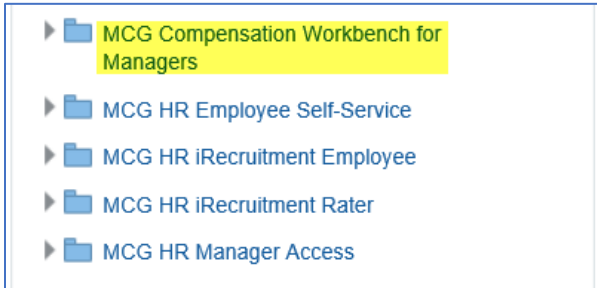 MCG Compensation Workbench for
Managers
MCG HR Employee Self-Service
MCG HR iRecruitment Employee
MCG HR iRecruitment Rater
MCG HR Manager Access